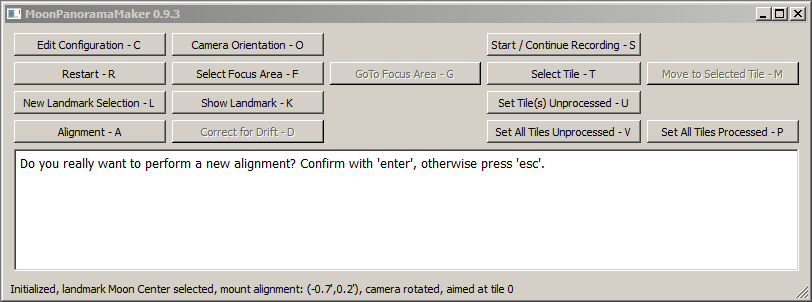 MoonPanoramaMaker 0.9.3
Edit Configuration - C
Camera Orientation - O
Start / Continue Recording - S
Restart - R
Select Focus Area - F
GoTo Focus Area - G
Select Tile - T
Move to Selected Tile - M
New Landmark Selection - L
Show Landmark - K
Set Tile(s) Unprocessed - U
Alignment - A
Correct for Drift - D
Set All Tiles Unprocessed - V
Set All Tiles Processed - P
Do you really want to perform a new alignment? Confirm with 'enter', otherwise press 'esc'.
Initialized, landmark Moon Center selected, mount alignment: (-0.7',0.2'), camera rotated, aimed at tile 0